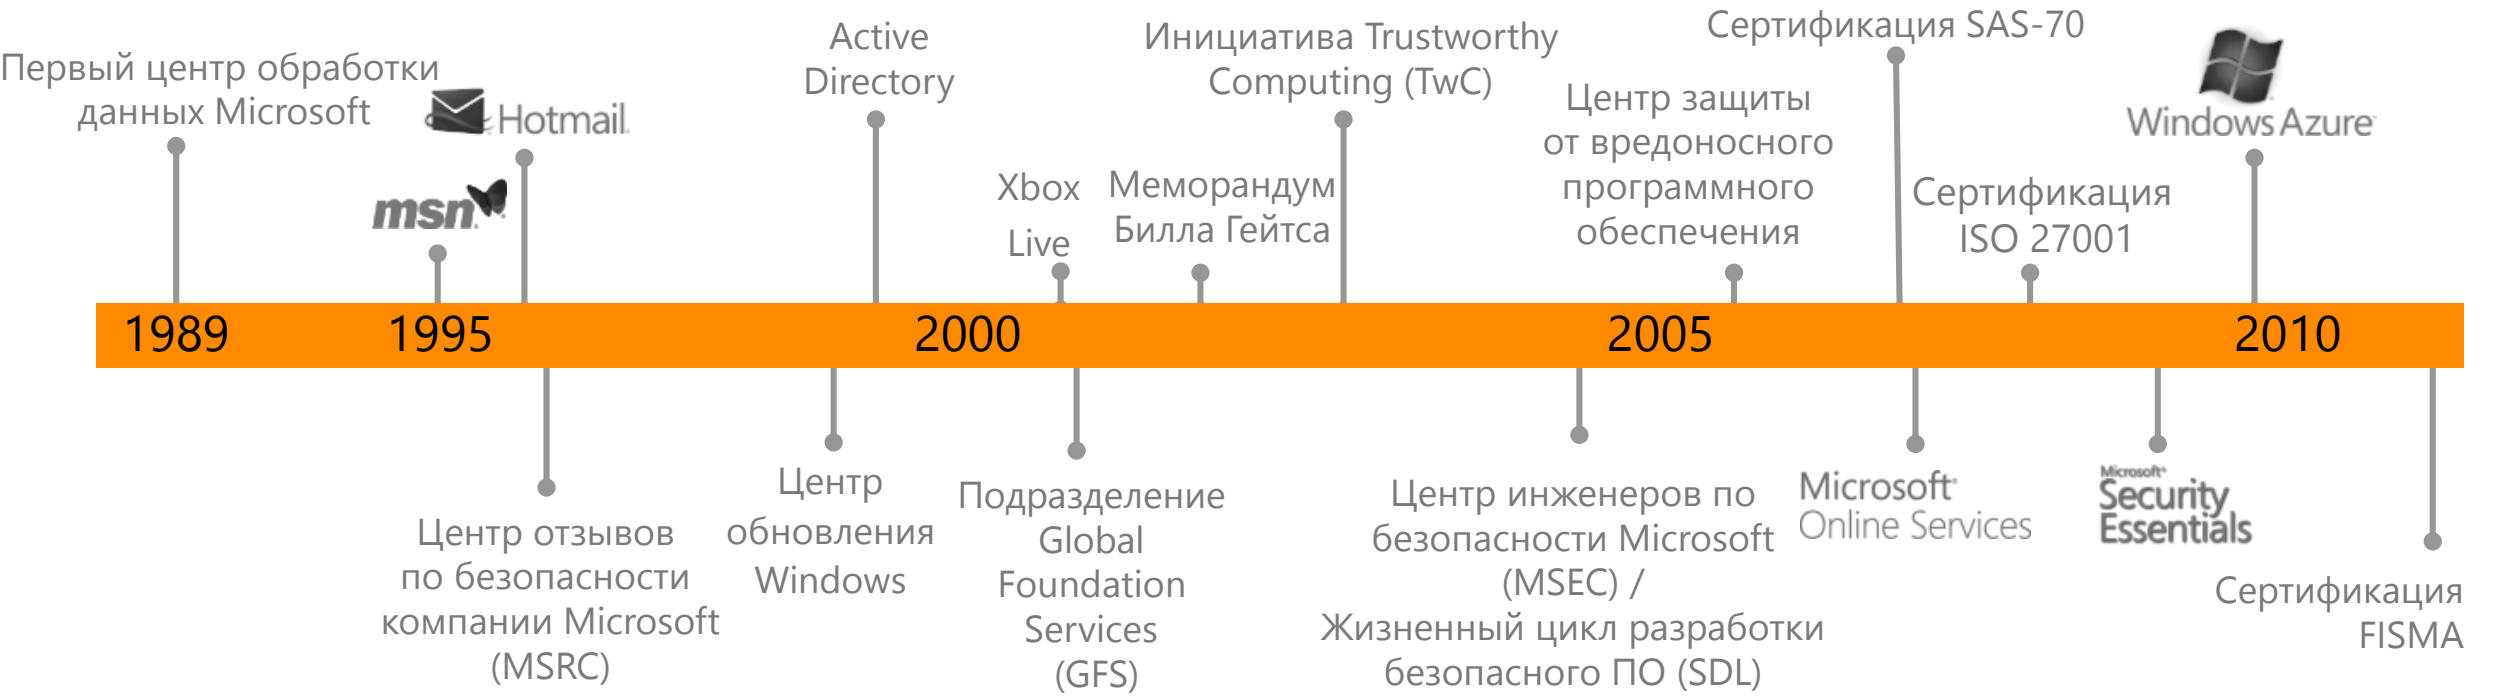 Первый центр обработки
данных Microsoft
Hotmail
msn
Active
Directory
Xbox
Live
Меморандум
Билла Гейтса
Инициатива Trustworthy
Computing (TwC)
Центр защиты
от вредоносного
программного
обеспечения
Сертификация SAS-70
Сертификация
ISO 27001
Windows Azure
1989
1995
2000
2005
2010
Центр отзывов
по безопасности
компании Microsoft
(MSRC)
Центр
обновления
Windows
Подразделение
Global
Foundation
Services
(GFS)
Центр инженеров по
безопасности Microsoft
(MSEC) /
Жизненный цикл разработки
безопасного ПО (SDL)
Microsoft
Online Services
Microsoft
Security
Essentials
Сертификация
FISMA